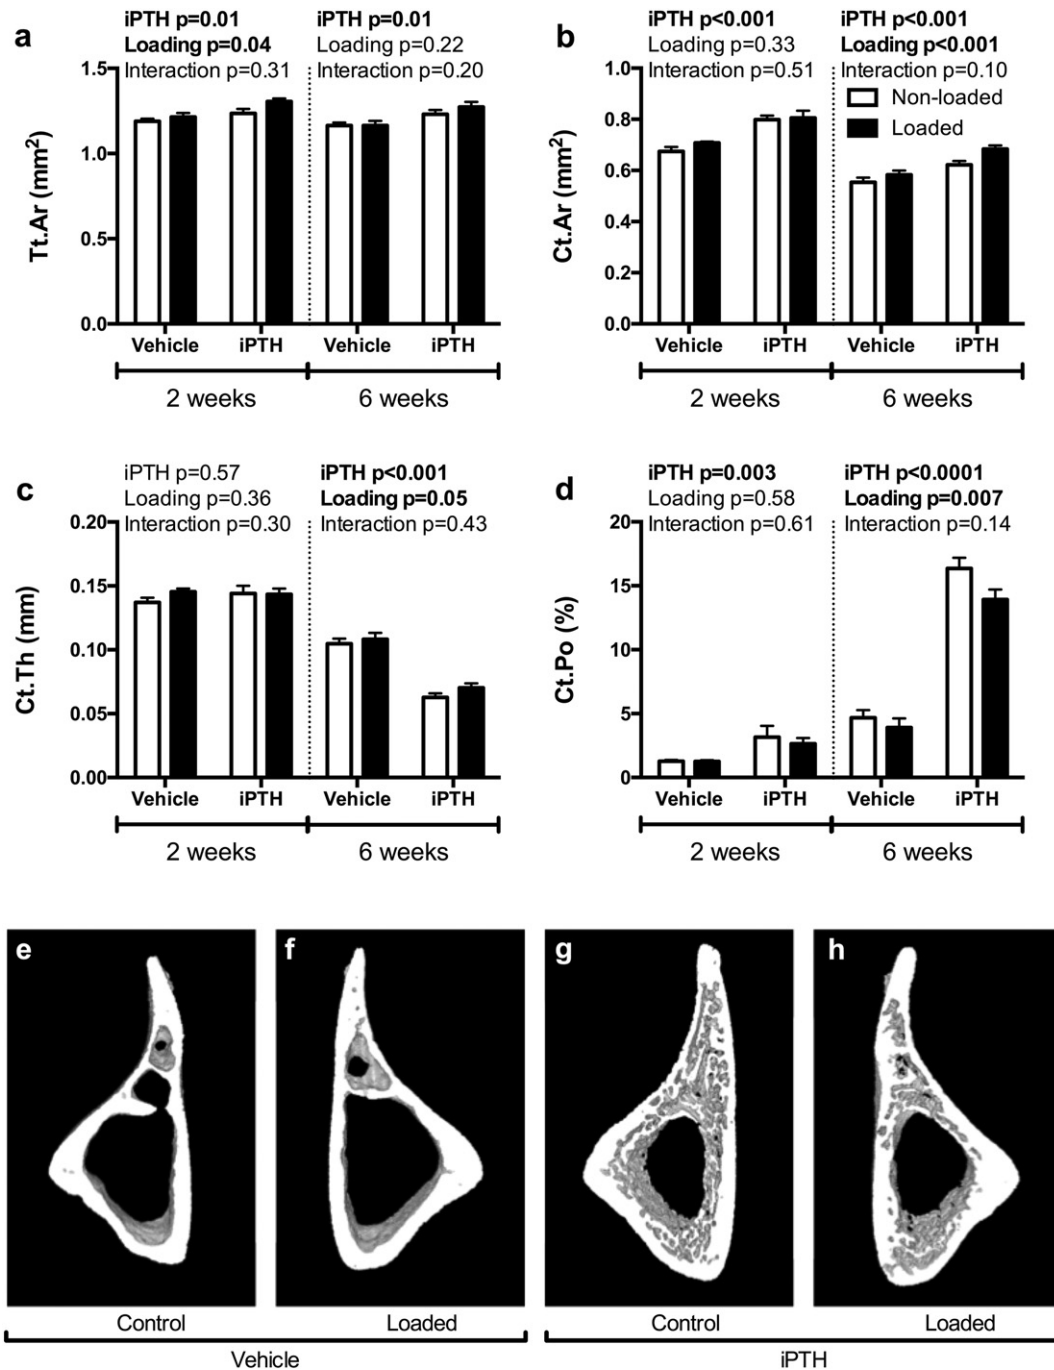 a
iPTH p=0.01
Loading p=0.04
Interaction p=0.31
iPTH p=0.01
Loading p=0.22
Interaction p=0.20
Tt.Ar (mm²)
1.5
1.0
0.5
0.0
Vehicle iPTH Vehicle iPTH
2 weeks 6 weeks
b
iPTH p<0.001
Loading p=0.33
Interaction p=0.51
iPTH p<0.001
Loading p<0.001
Interaction p=0.10
Non-loaded
Loaded
Ct.Ar (mm²)
1.0
0.8
0.6
0.4
0.2
0.0
Vehicle iPTH Vehicle iPTH
2 weeks 6 weeks
c
iPTH p=0.57
Loading p=0.36
Interaction p=0.30
iPTH p<0.001
Loading p=0.05
Interaction p=0.43
Ct.Th (mm)
0.20
0.15
0.10
0.05
0.00
Vehicle iPTH Vehicle iPTH
2 weeks 6 weeks
d
iPTH p=0.003
Loading p=0.58
Interaction p=0.61
iPTH p<0.0001
Loading p=0.007
Interaction p=0.14
Ct.Po (%)
20
15
10
5
0
Vehicle iPTH Vehicle iPTH
2 weeks 6 weeks
e f g h
Control Loaded Control Loaded
Vehicle iPTH